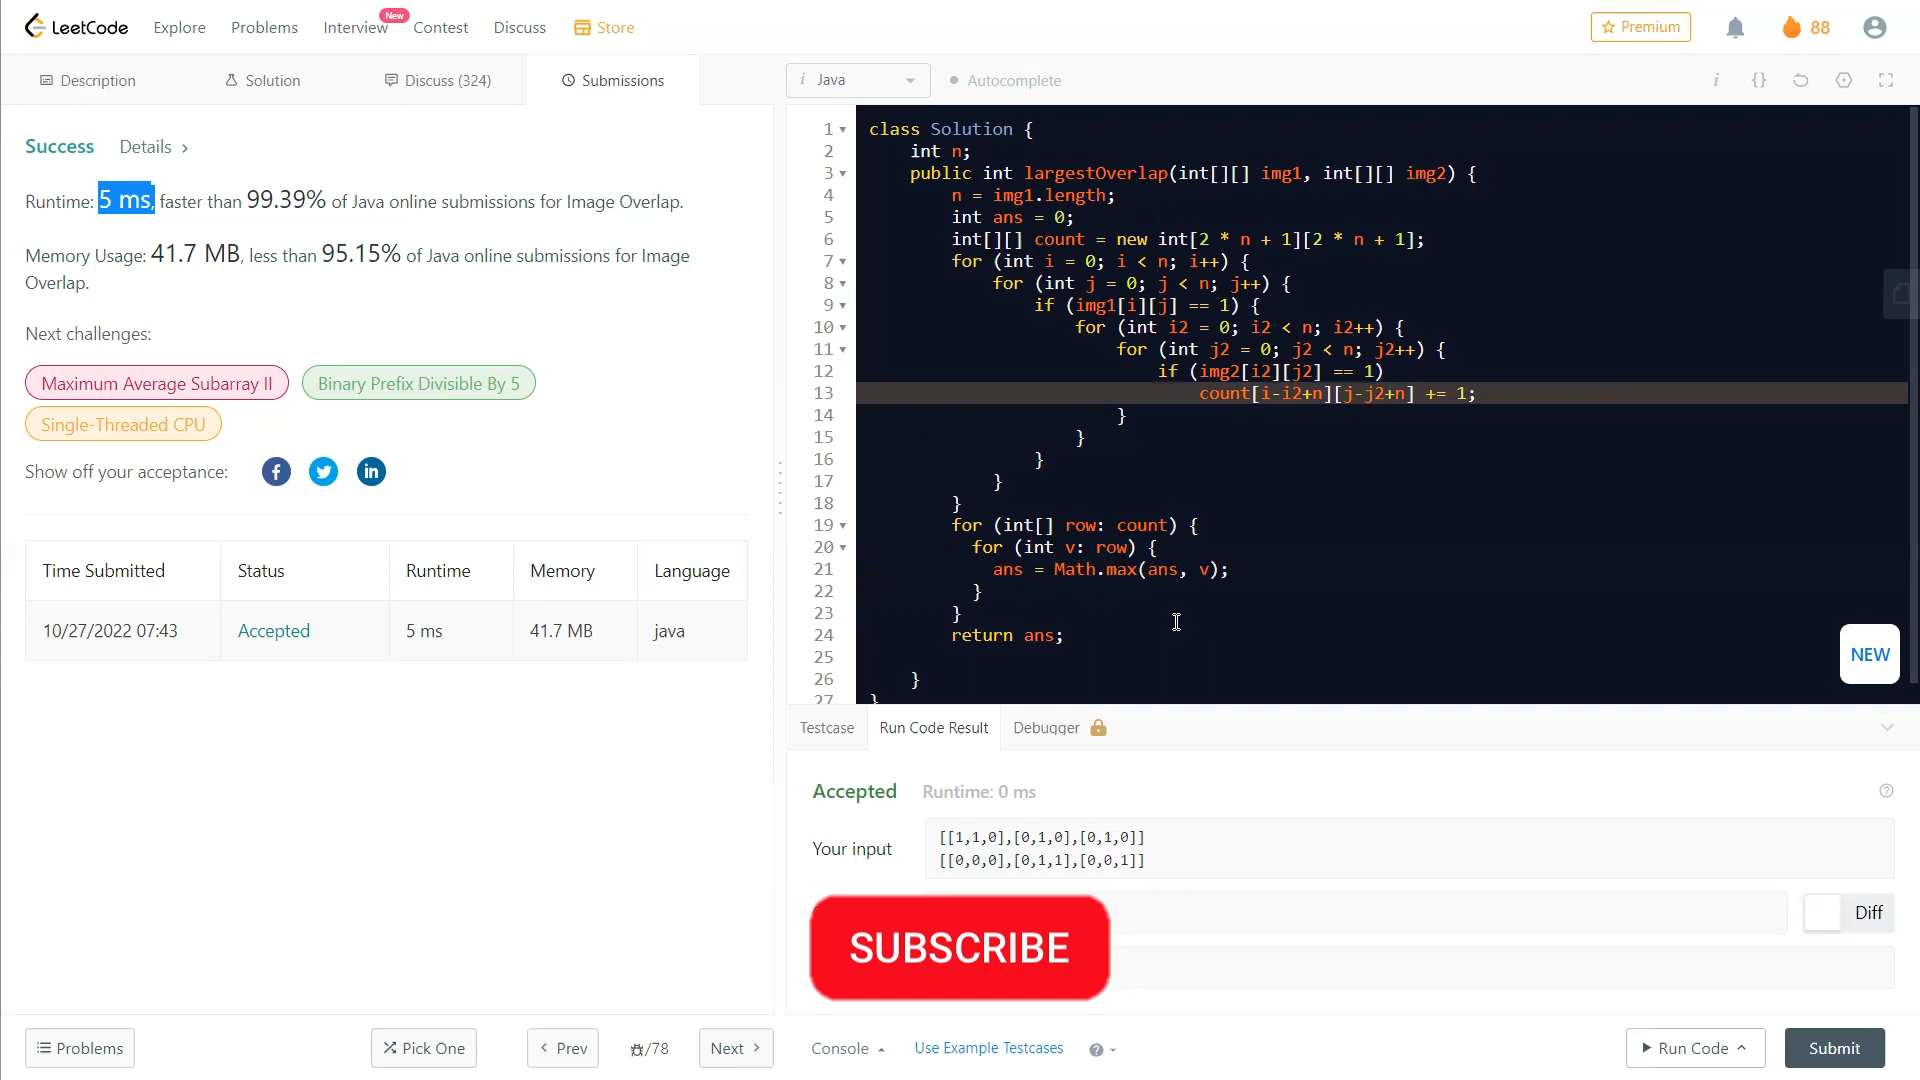 LeetCode Explore Problems Interview New Contest Discuss Store Premium 88
Description Solution Discuss (324) Submissions
i Java Autocomplete i {}
Success Details >
Runtime: 5 ms, faster than 99.39% of Java online submissions for Image Overlap.
Memory Usage: 41.7 MB, less than 95.15% of Java online submissions for Image
Overlap.
Next challenges:
Maximum Average Subarray II Binary Prefix Divisible By 5
Single-Threaded CPU
Show off your acceptance:
Time Submitted Status Runtime Memory Language
10/27/2022 07:43 Accepted 5 ms 41.7 MB java
1 class Solution {
2 int n;
3 public int largestOverlap(int[][] img1, int[][] img2) {
4 n = img1.length;
5 int ans = 0;
6 int[][] count = new int[2 * n + 1][2 * n + 1];
7 for (int i = 0; i < n; i++) {
8 for (int j = 0; j < n; j++) {
9 if (img1[i][j] == 1) {
10 for (int i2 = 0; i2 < n; i2++) {
11 for (int j2 = 0; j2 < n; j2++) {
12 if (img2[i2][j2] == 1)
13 count[i-i2+n][j-j2+n] += 1;
14 }
15 }
16 }
17 }
18 }
19 for (int[] row: count) {
20 for (int v: row) {
21 ans = Math.max(ans, v);
22 }
23 }
24 return ans;
25
26 }
27 }
NEW
Testcase Run Code Result Debugger
Accepted Runtime: 0 ms
Your input
[[1,1,0],[0,1,0],[0,1,0]]
[[0,0,0],[0,1,1],[0,0,1]]
Diff
SUBSCRIBE
Problems Pick One < Prev /78 Next > Console Use Example Testcases Run Code Submit